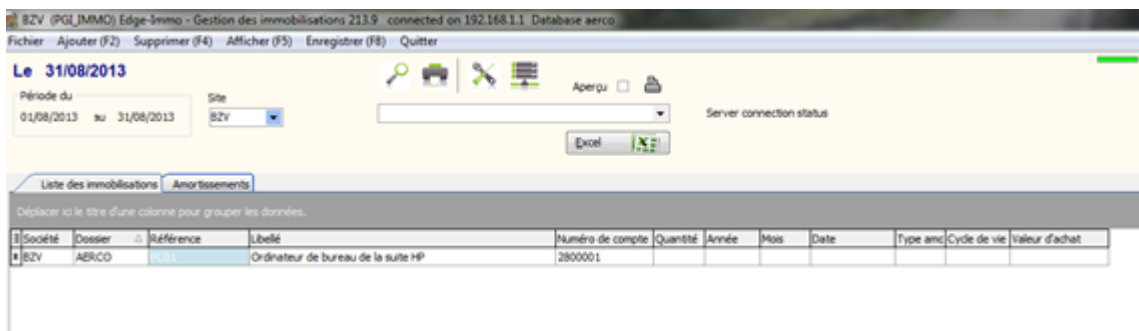 BZV (PGI_IMMO) Edge-Immo - Gestion des immobilisations 213.9 connected on 192.168.1.1 Database aerco
Fichier Ajouter (F2) Supprimer (F4) Afficher (F5) Enregistrer (F8) Quitter
Le 31/08/2013
Aperçu
Période du Site
01/08/2013 au 31/08/2013 BZV Server connection status
Excel
Liste des immobilisations Amortissements
Déplacer ici le titre d'une colonne pour grouper les données.
Société Dossier Référence Libellé Numéro de compte Quantité Année Mois Date Type amc Cycle de vie Valeur d'achat
BZV AERCO PC01 Ordinateur de bureau de la suite HP 2800001